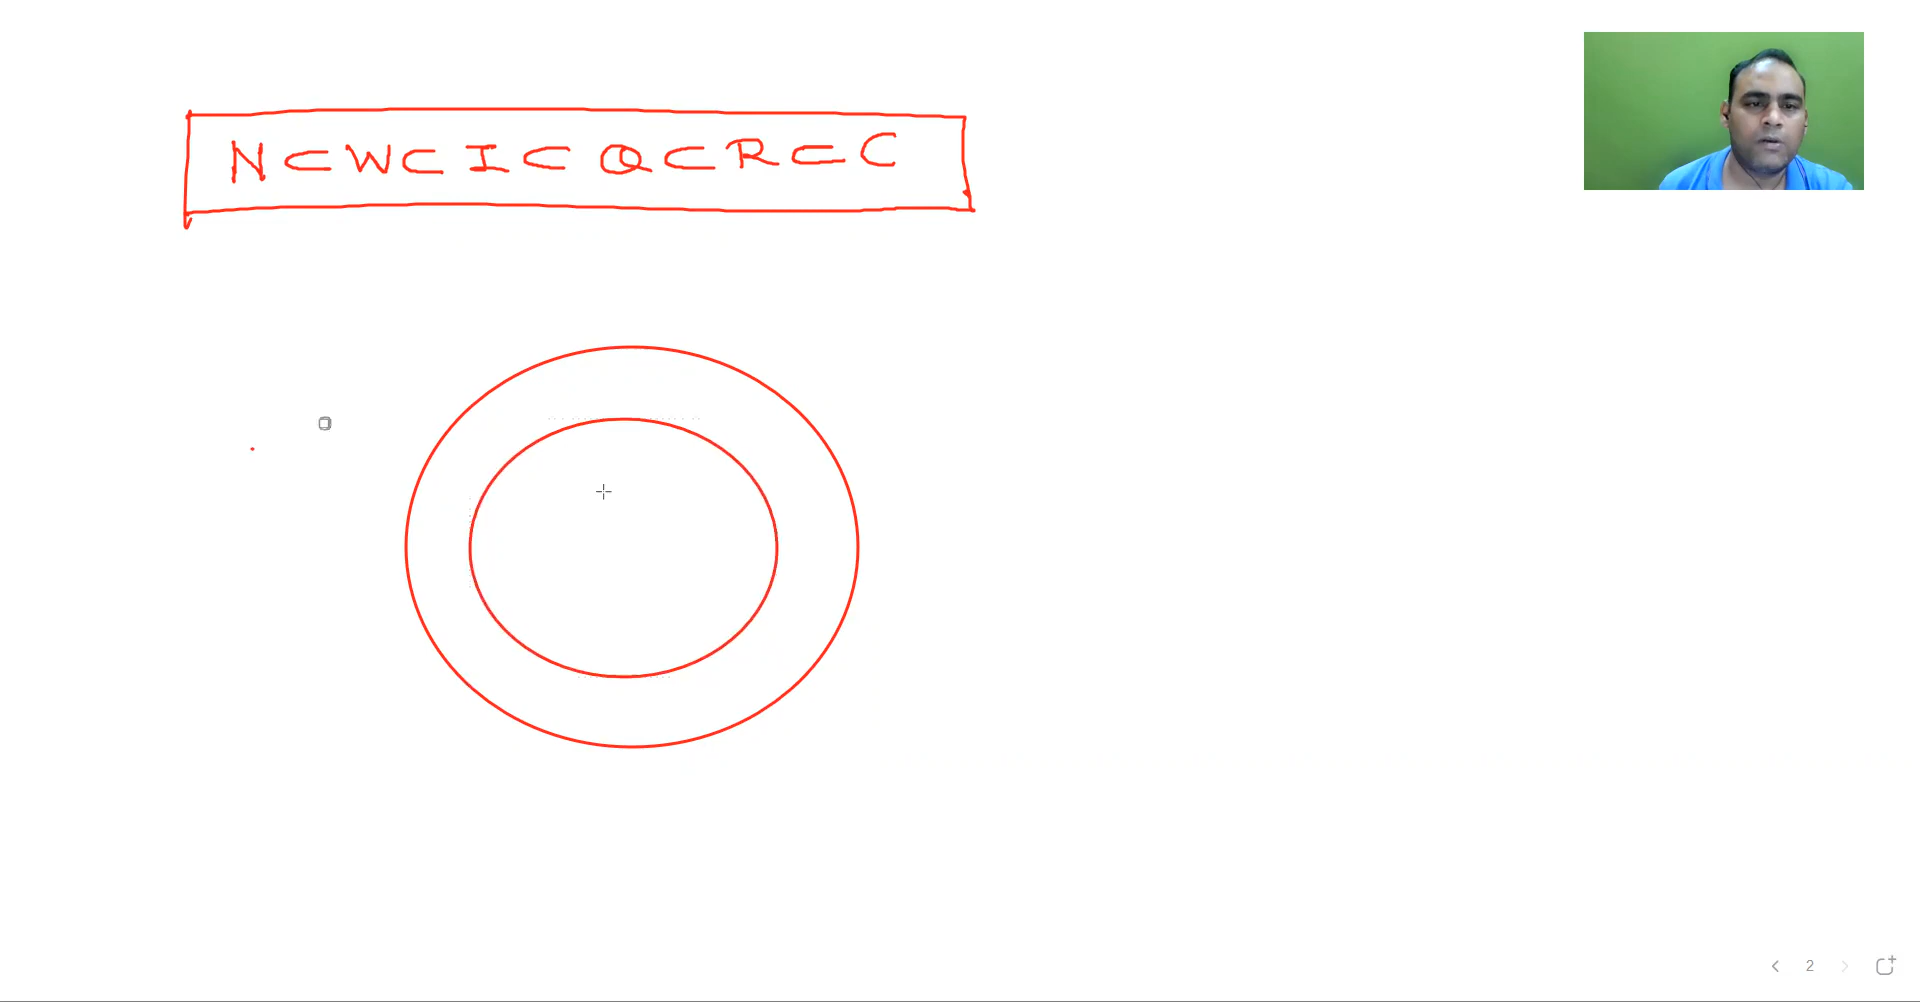 N ⊂ W ⊂ I ⊂ Q ⊂ R ⊂ C
2